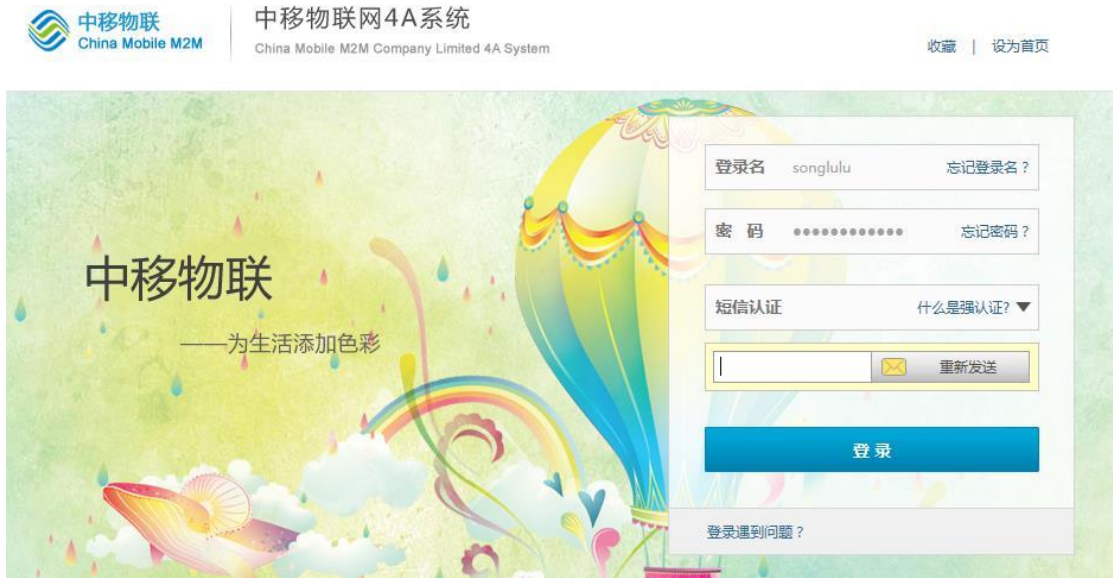 中移物联
China Mobile M2M
中移物联网4A系统
China Mobile M2M Company Limited 4A System
收藏 | 设为首页
中移物联
——为生活添加色彩
登录名 songlulu 忘记登录名？
密 码 ●●●●●●●●●●●● 忘记密码？
短信认证 什么是强认证?▼
重新发送
登录
登录遇到问题？